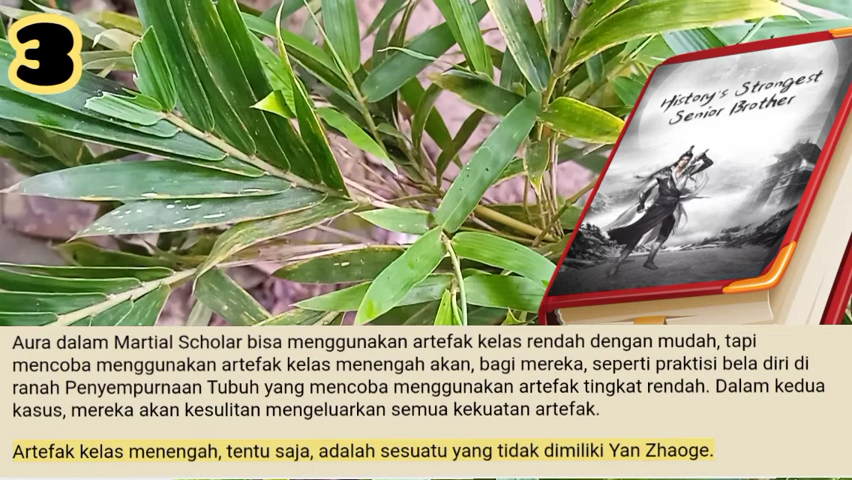 3
History's Strongest
Senior Brother
Aura dalam Martial Scholar bisa menggunakan artefak kelas rendah dengan mudah, tapi
mencoba menggunakan artefak kelas menengah akan, bagi mereka, seperti praktisi bela diri di
ranah Penyempurnaan Tubuh yang mencoba menggunakan artefak tingkat rendah. Dalam kedua
kasus, mereka akan kesulitan mengeluarkan semua kekuatan artefak.
Artefak kelas menengah, tentu saja, adalah sesuatu yang tidak dimiliki Yan Zhaoge.